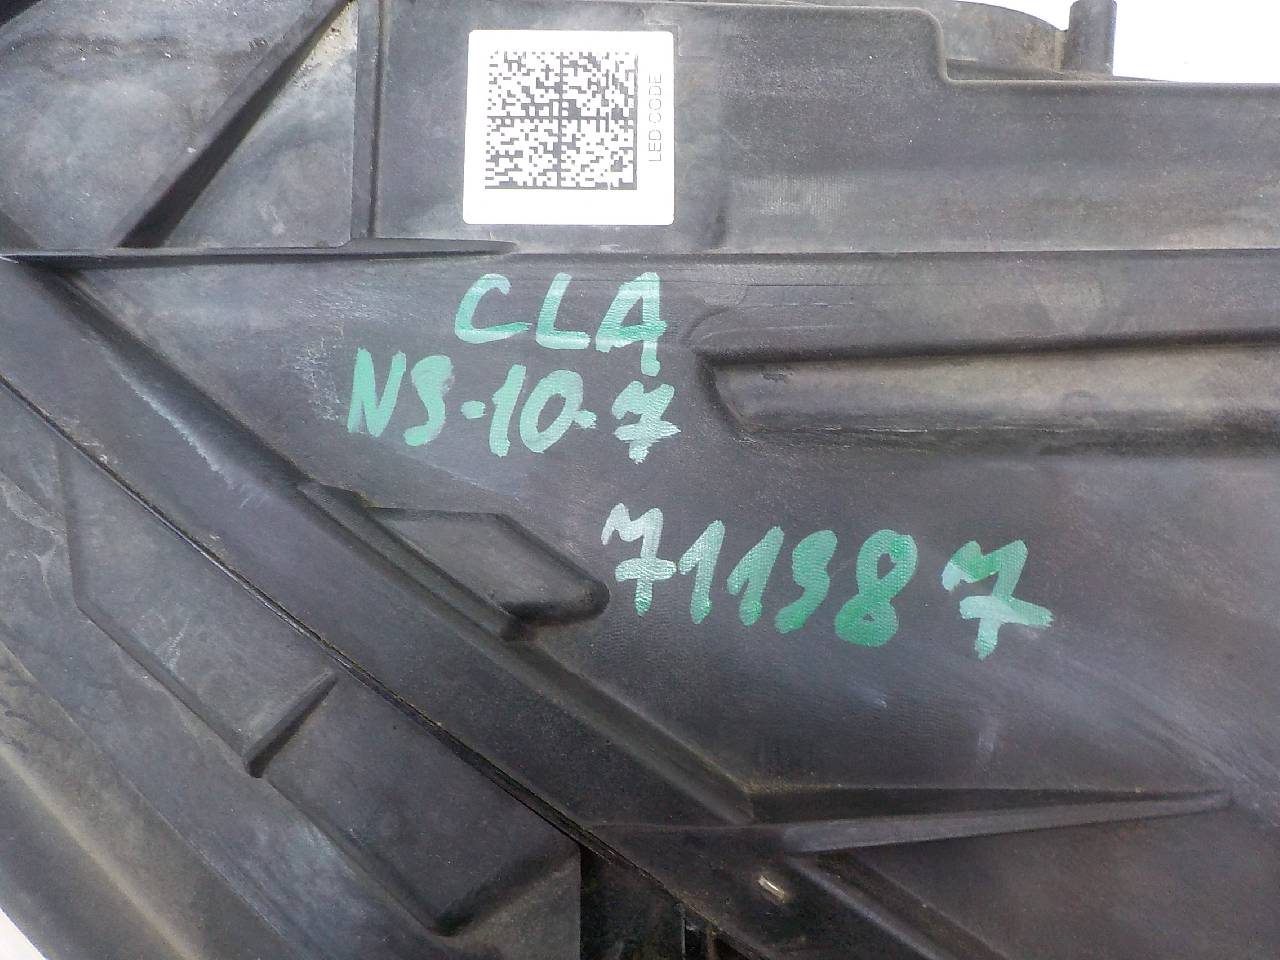 LED CODE
CLA
NS-10-7
711987